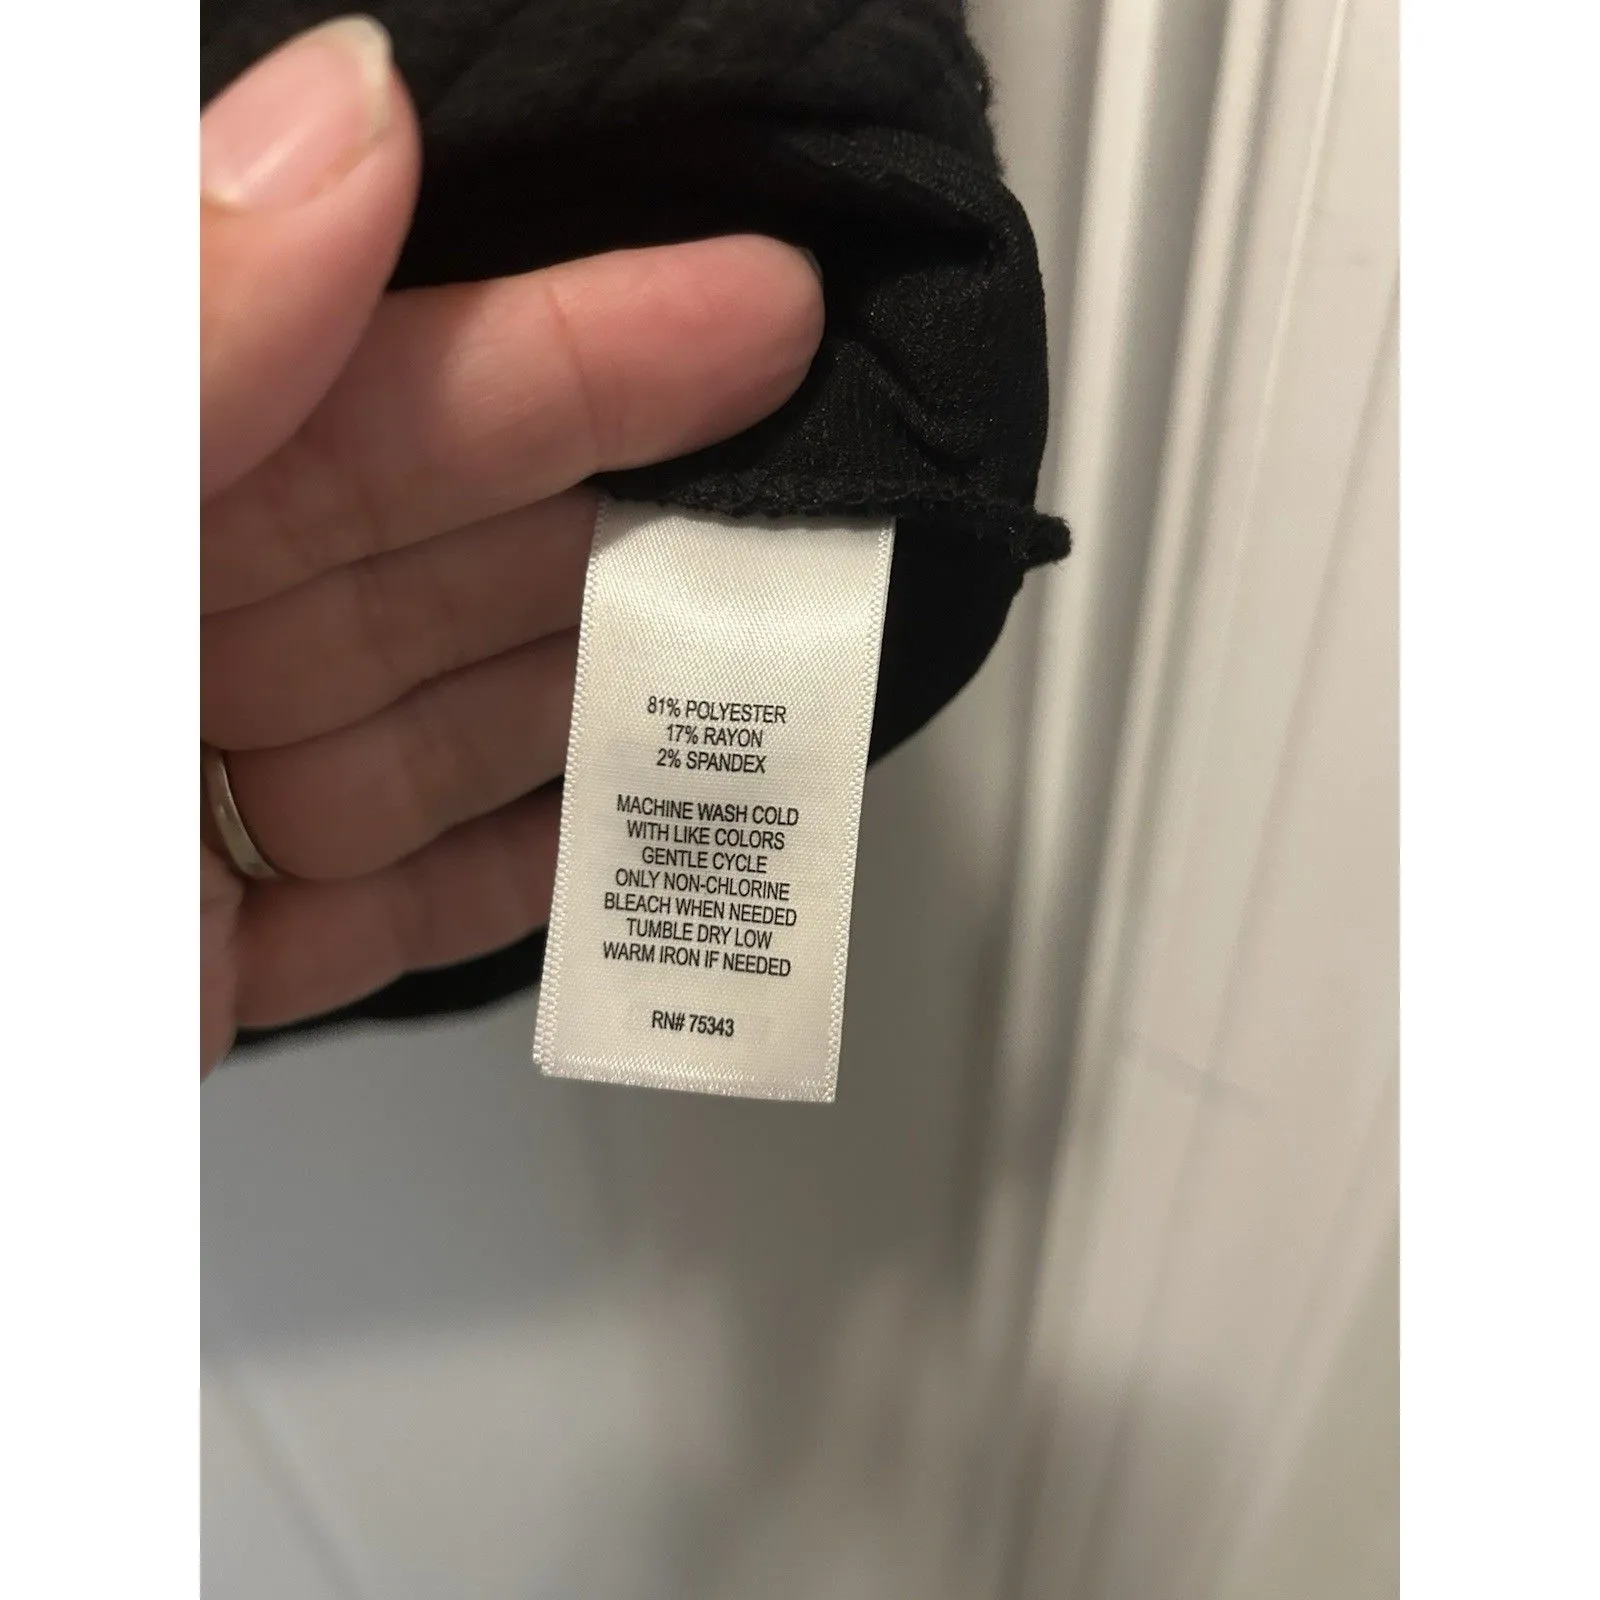 81% POLYESTER
17% RAYON
2% SPANDEX
MACHINE WASH COLD
WITH LIKE COLORS
GENTLE CYCLE
ONLY NON-CHLORINE
BLEACH WHEN NEEDED
TUMBLE DRY LOW
WARM IRON IF NEEDED
RN# 75343